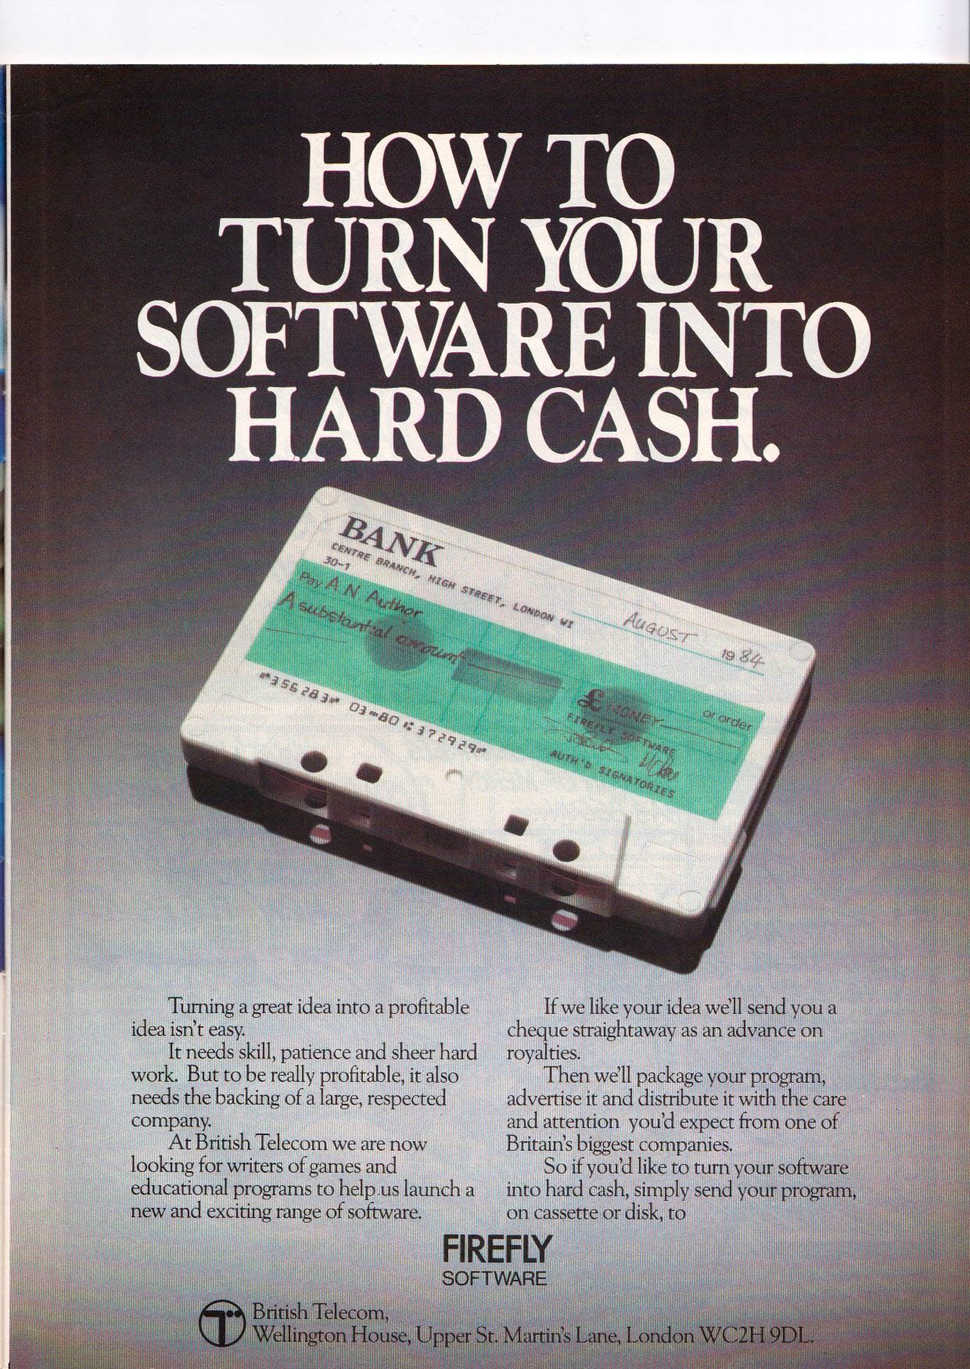 HOW TO
TURN YOUR
SOFTWARE INTO
HARD CASH.
BANK
CENTRE BRANCH, HIGH STREET, LONDON W1
30-1
AUGUST
1984
Pay A N Author
A substantial amount
or order
£ MONEY
FIREFLY SOFTWARE
AUTH'D SIGNATORIES
⑈356283⑈ 03⑉80 ⑆372929⑈
Turning a great idea into a profitable
idea isn't easy.
It needs skill, patience and sheer hard
work. But to be really profitable, it also
needs the backing of a large, respected
company.
At British Telecom we are now
looking for writers of games and
educational programs to help us launch a
new and exciting range of software.
If we like your idea we'll send you a
cheque straightaway as an advance on
royalties.
Then we'll package your program,
advertise it and distribute it with the care
and attention you'd expect from one of
Britain's biggest companies.
So if you'd like to turn your software
into hard cash, simply send your program,
on cassette or disk, to
FIREFLY
SOFTWARE
British Telecom,
Wellington House, Upper St. Martin's Lane, London WC2H 9DL.